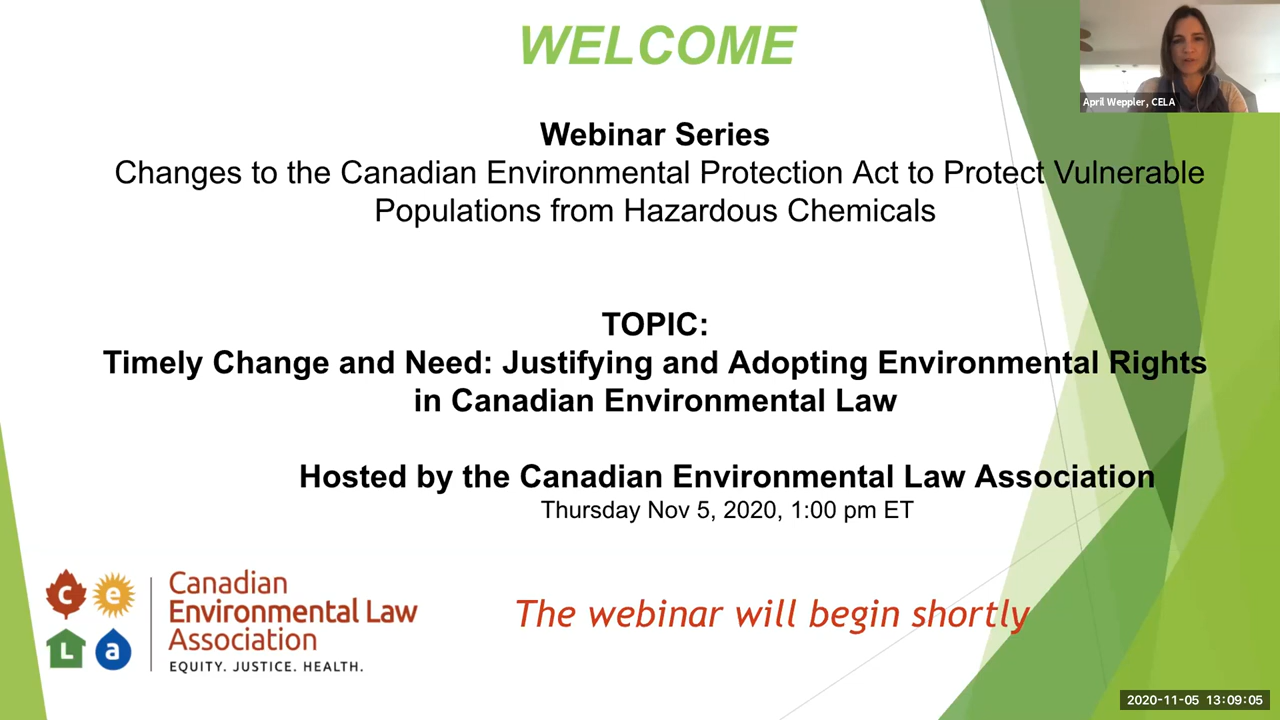 WELCOME
April Weppler, CELA
Webinar Series
Changes to the Canadian Environmental Protection Act to Protect Vulnerable
Populations from Hazardous Chemicals
TOPIC:
Timely Change and Need: Justifying and Adopting Environmental Rights
in Canadian Environmental Law
Hosted by the Canadian Environmental Law Association
Thursday Nov 5, 2020, 1:00 pm ET
c e
L a
Canadian
Environmental Law
Association
EQUITY. JUSTICE. HEALTH.
The webinar will begin shortly
2020-11-05 13:09:05